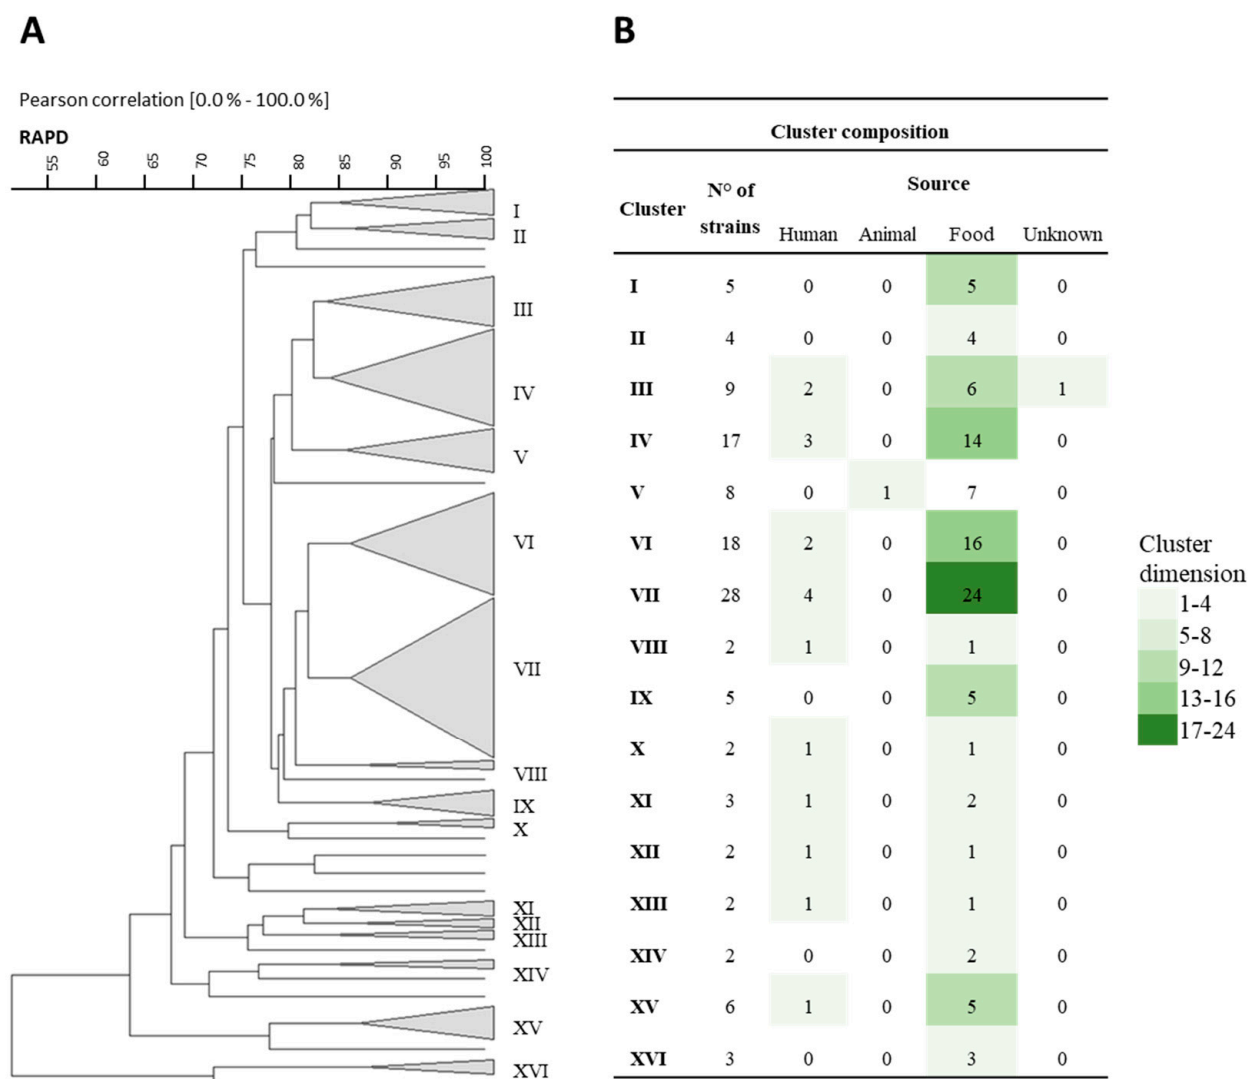 A
Pearson correlation [0.0 % - 100.0 %]
RAPD
55 60 65 70 75 80 85 90 95 100
I
II
III
IV
V
VI
VII
VIII
IX
X
XI
XII
XIII
XIV
XV
XVI
B
Cluster composition
Cluster N° of strains Source
Human Animal Food Unknown
I 5 0 0 5 0
II 4 0 0 4 0
III 9 2 0 6 1
IV 17 3 0 14 0
V 8 0 1 7 0
VI 18 2 0 16 0
VII 28 4 0 24 0
VIII 2 1 0 1 0
IX 5 0 0 5 0
X 2 1 0 1 0
XI 3 1 0 2 0
XII 2 1 0 1 0
XIII 2 1 0 1 0
XIV 2 0 0 2 0
XV 6 1 0 5 0
XVI 3 0 0 3 0
Cluster
dimension
1-4
5-8
9-12
13-16
17-24